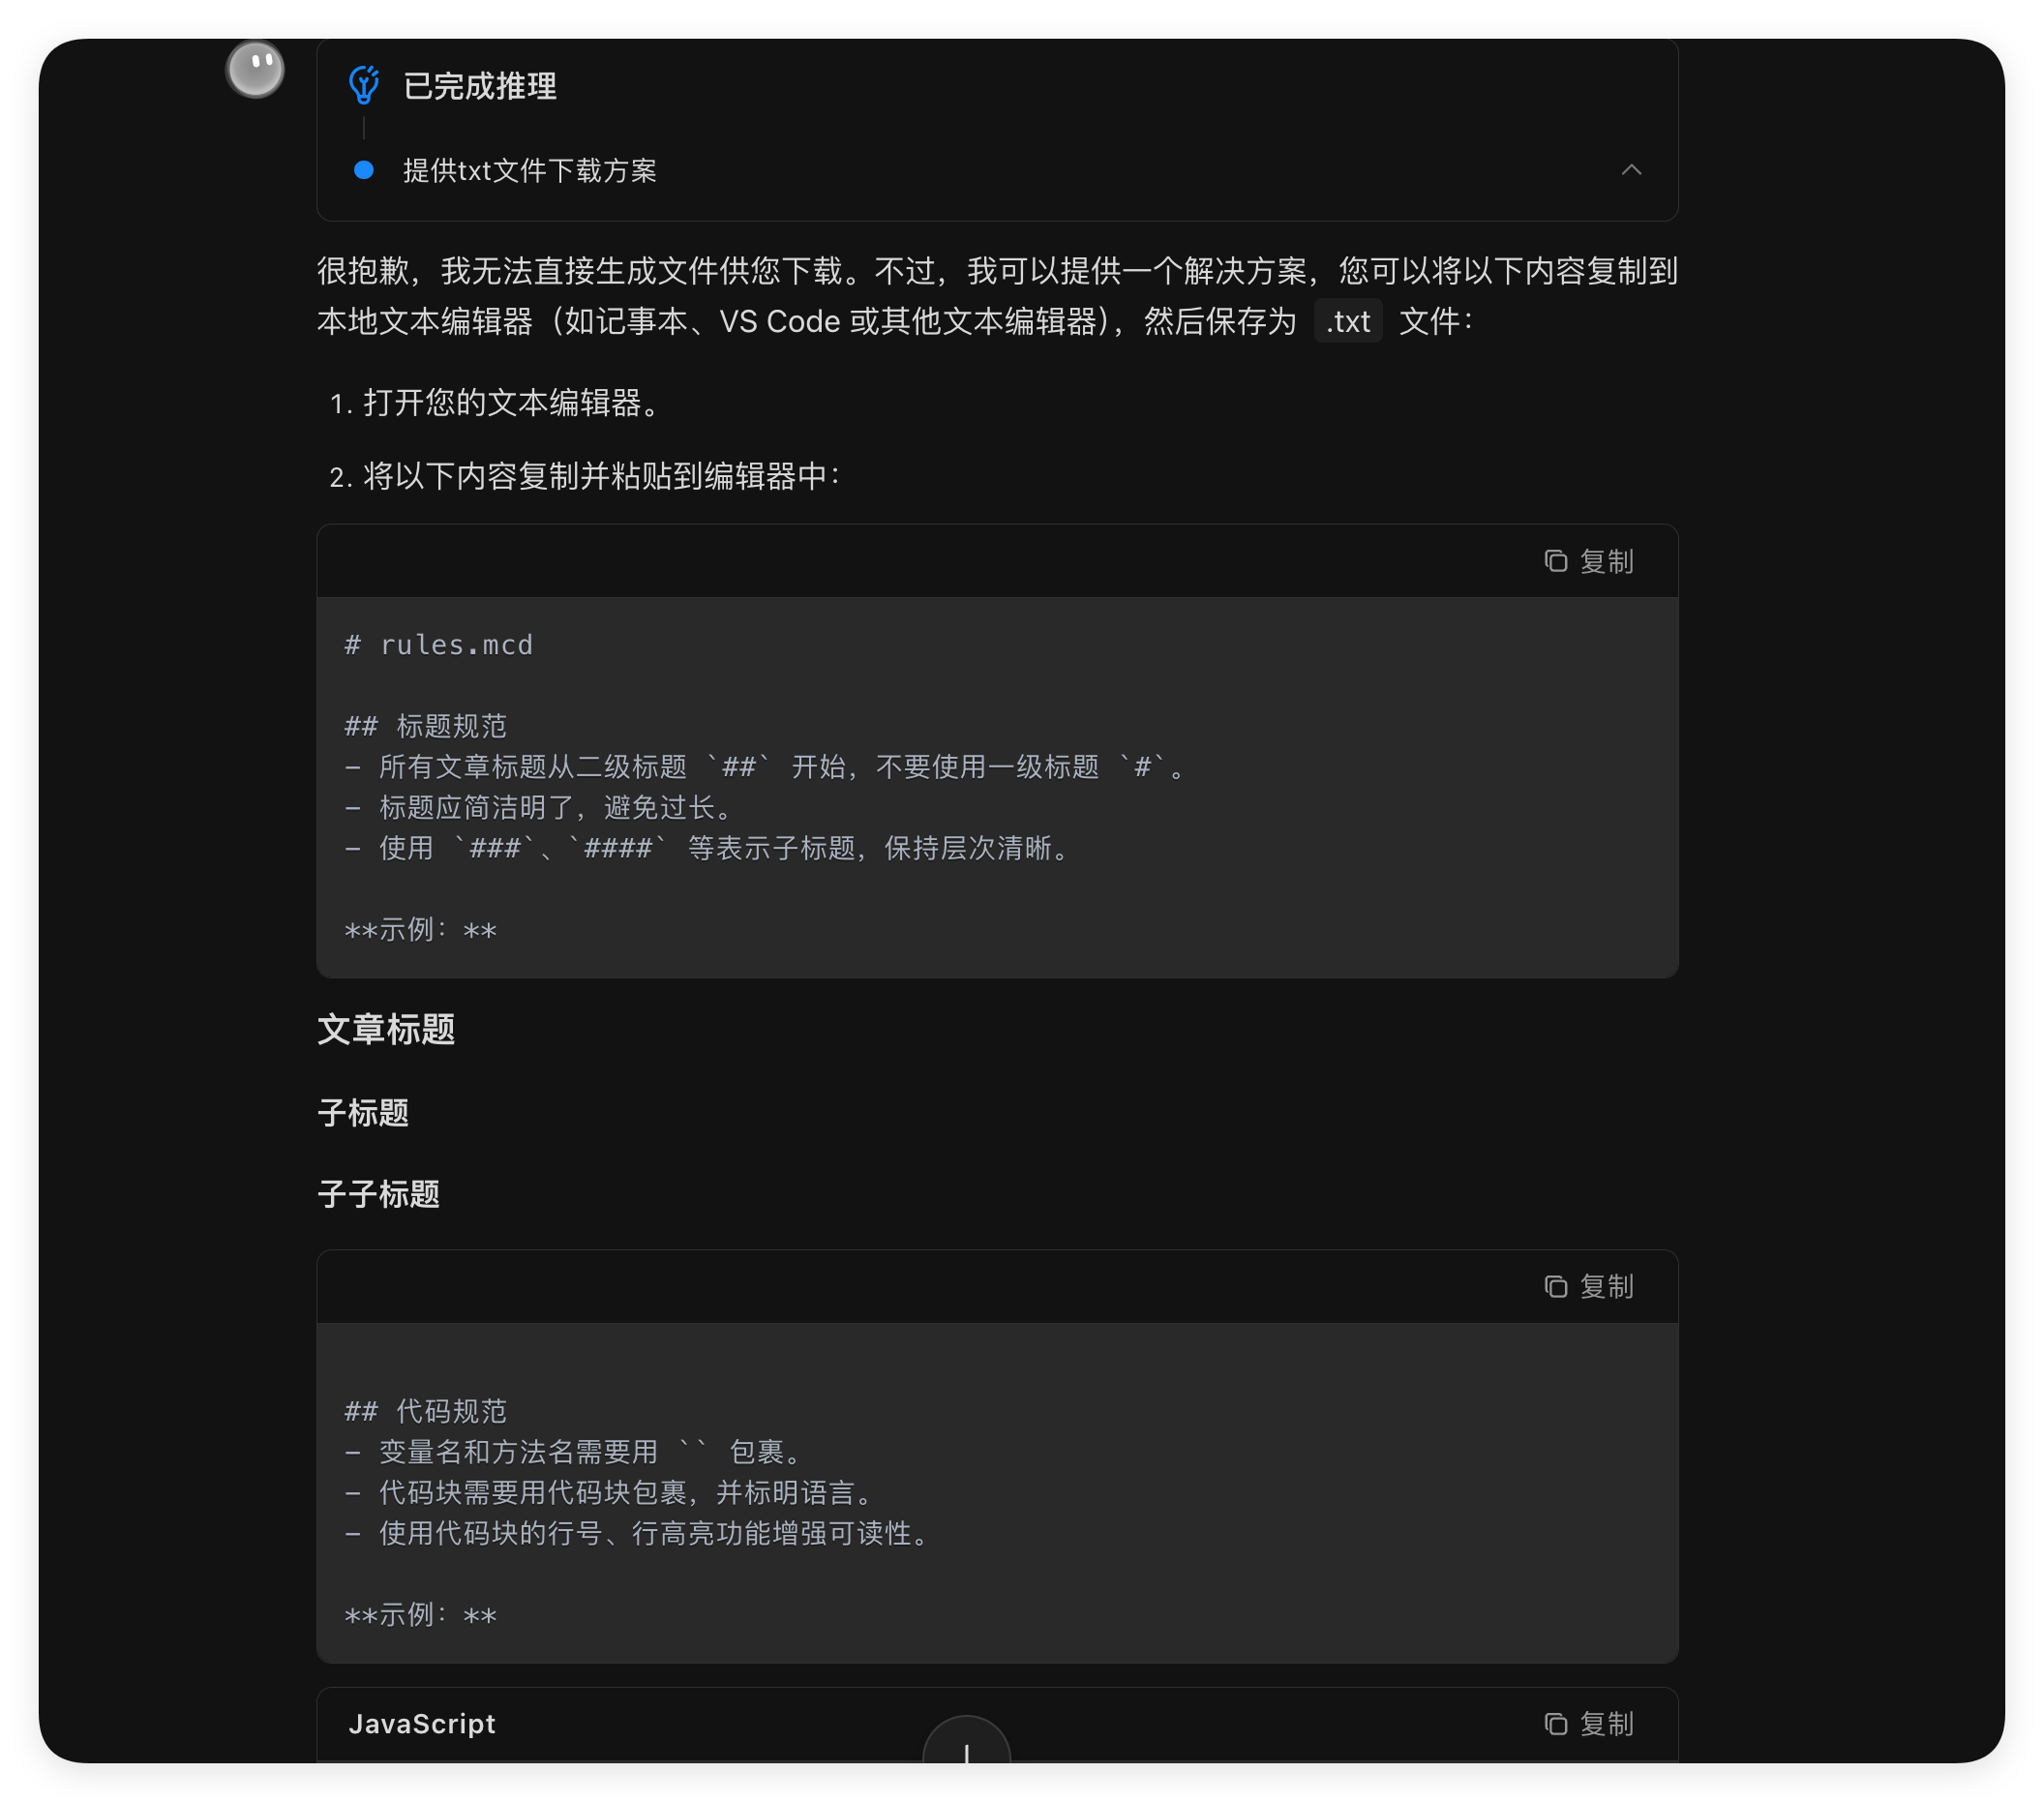 已完成推理
提供txt文件下载方案
很抱歉，我无法直接生成文件供您下载。不过，我可以提供一个解决方案，您可以将以下内容复制到
本地文本编辑器（如记事本、VS Code 或其他文本编辑器），然后保存为 .txt 文件：
1. 打开您的文本编辑器。
2. 将以下内容复制并粘贴到编辑器中：
复制
# rules.mcd
## 标题规范
- 所有文章标题从二级标题 `##` 开始，不要使用一级标题 `#`。
- 标题应简洁明了，避免过长。
- 使用 `###`、`####` 等表示子标题，保持层次清晰。
**示例：**
文章标题
子标题
子子标题
复制
## 代码规范
- 变量名和方法名需要用 `` 包裹。
- 代码块需要用代码块包裹，并标明语言。
- 使用代码块的行号、行高亮功能增强可读性。
**示例：**
JavaScript
复制